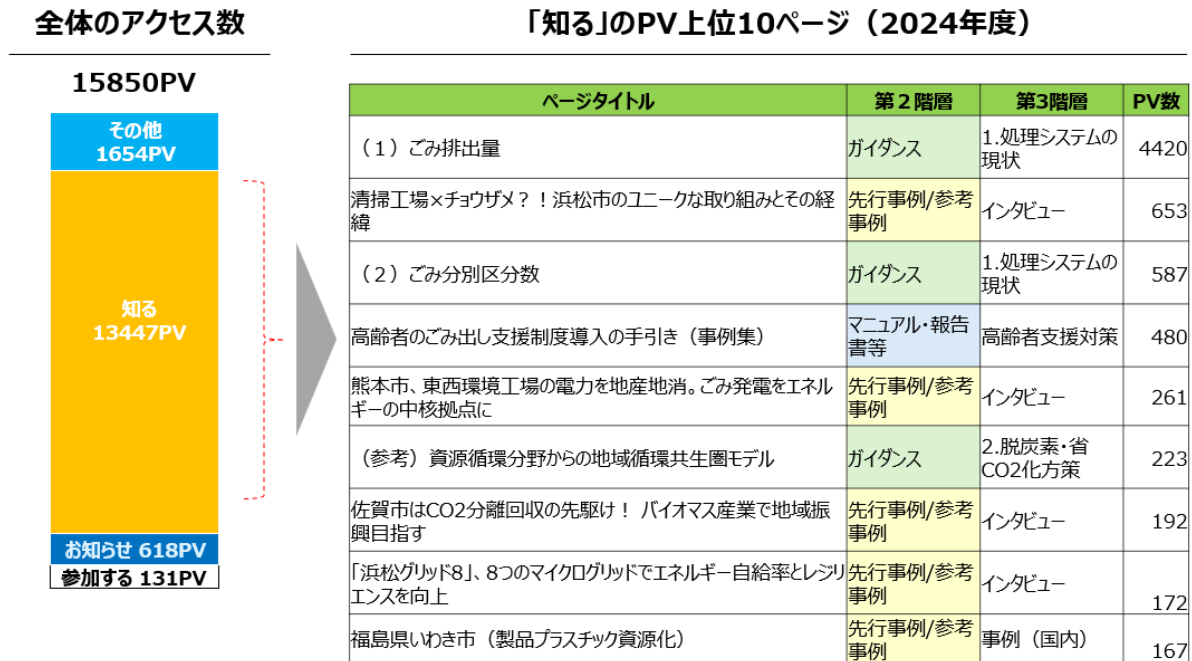 全体のアクセス数
「知る」のPV上位10ページ（2024年度）
15850PV
その他
1654PV
知る
13447PV
お知らせ 618PV
参加する 131PV
ページタイトル 第２階層 第3階層 PV数
（１）ごみ排出量 ガイダンス 1.処理システムの
現状 4420
清掃工場×チョウザメ？！浜松市のユニークな取り組みとその経
緯 先行事例/参考
事例 インタビュー 653
（２）ごみ分別区分数 ガイダンス 1.処理システムの
現状 587
高齢者のごみ出し支援制度導入の手引き（事例集） マニュアル・報告
書等 高齢者支援対策 480
熊本市、東西環境工場の電力を地産地消。ごみ発電をエネル
ギーの中核拠点に 先行事例/参考
事例 インタビュー 261
（参考）資源循環分野からの地域循環共生圏モデル ガイダンス 2.脱炭素・省
CO2化方策 223
佐賀市はCO2分離回収の先駆け！ バイオマス産業で地域振
興目指す 先行事例/参考
事例 インタビュー 192
「浜松グリッド8」、8つのマイクログリッドでエネルギー自給率とレジリ
エンスを向上 先行事例/参考
事例 インタビュー 172
福島県いわき市（製品プラスチック資源化） 先行事例/参考
事例 事例（国内） 167